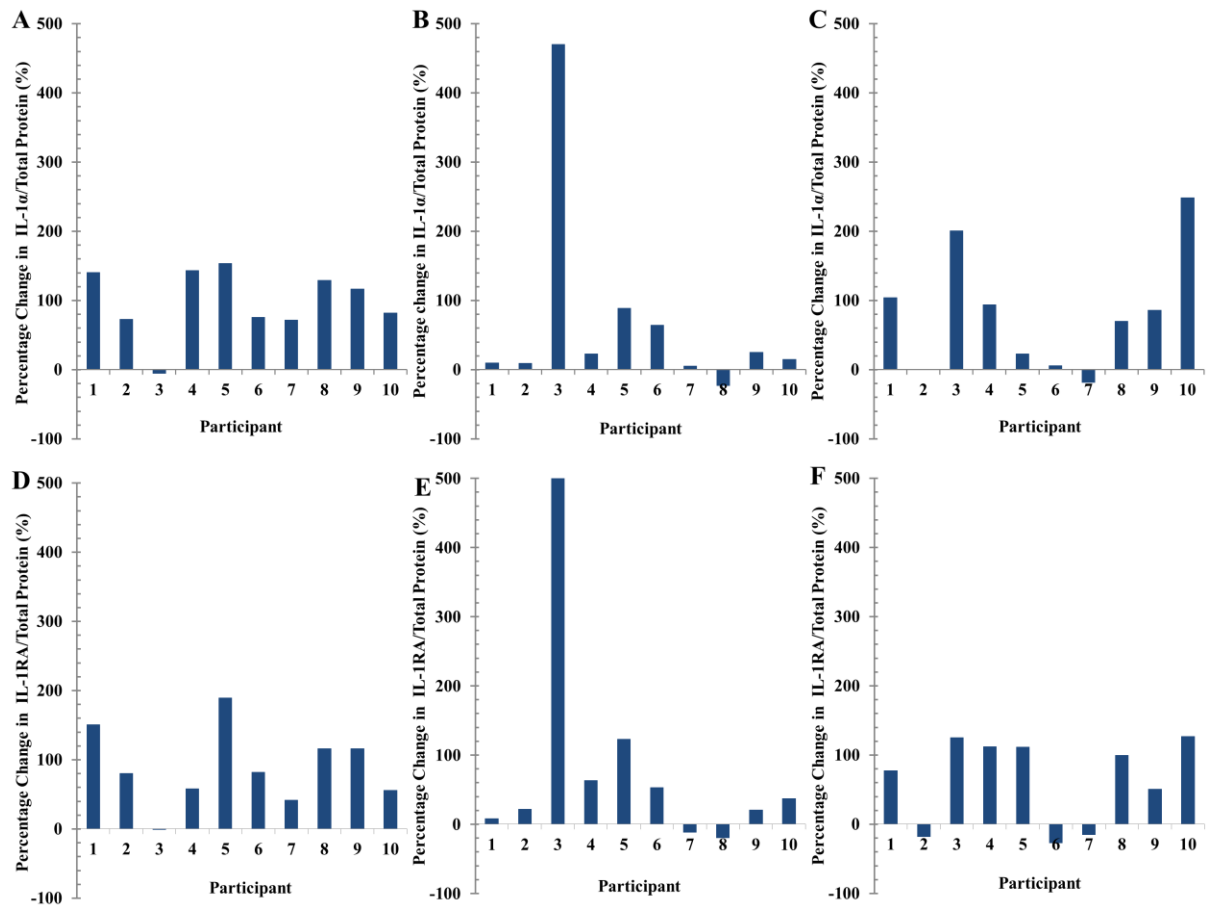 A
Percentage Change in IL-1α/Total Protein (%)
500
400
300
200
100
0
-100
1 2 3 4 5 6 7 8 9 10
Participant
B
Percentage change in IL-1α/Total Protein (%)
500
400
300
200
100
0
-100
1 2 3 4 5 6 7 8 9 10
Participant
C
Percentage Change in IL-1α/Total Protein (%)
500
400
300
200
100
0
-100
1 2 3 4 5 6 7 8 9 10
Participant
D
Percentage Change in IL-1RA/Total Protein (%)
500
400
300
200
100
0
-100
1 2 3 4 5 6 7 8 9 10
Participant
E
Percentage Change in IL-1RA/Total Protein (%)
500
400
300
200
100
0
-100
1 2 3 4 5 6 7 8 9 10
Participant
F
Percentage Change in IL-1RA/Total Protein (%)
500
400
300
200
100
0
-100
1 2 3 4 5 6 7 8 9 10
Participant